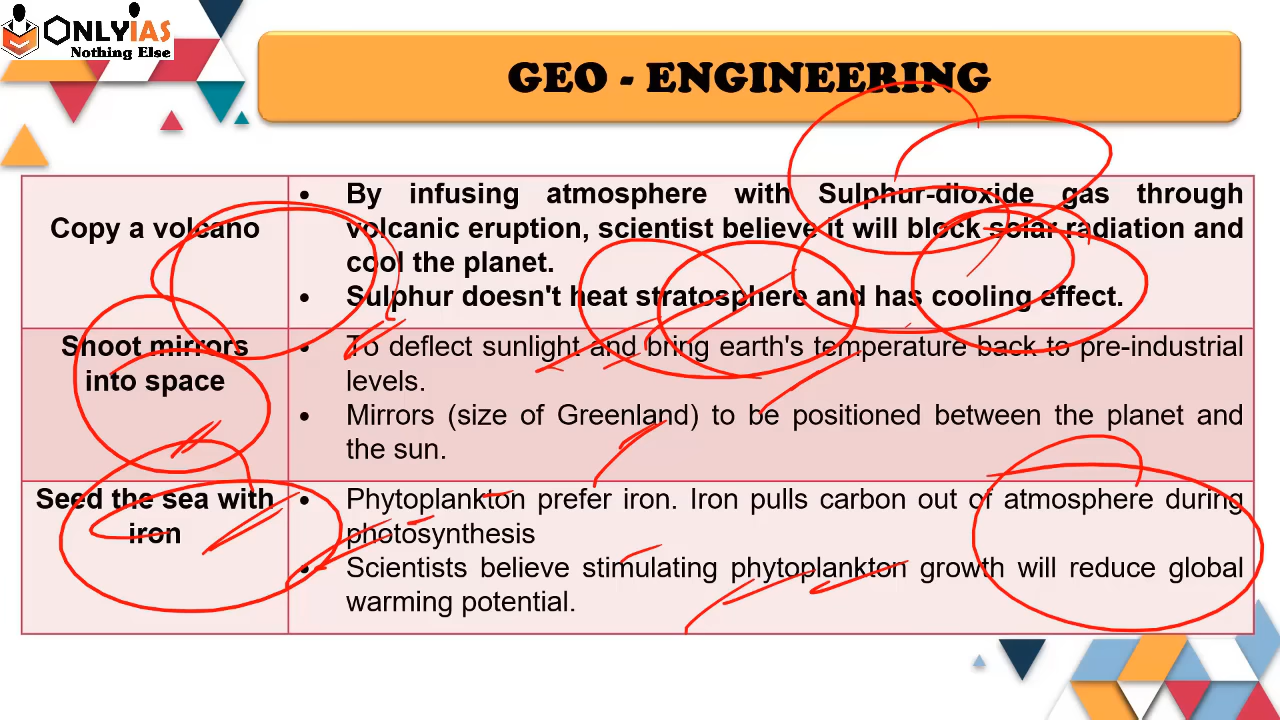 ONLYIAS
Nothing Else
GEO - ENGINEERING
Copy a volcano
• By infusing atmosphere with Sulphur-dioxide gas through
volcanic eruption, scientist believe it will block solar radiation and
cool the planet.
• Sulphur doesn't heat stratosphere and has cooling effect.
Shoot mirrors
into space
• To deflect sunlight and bring earth's temperature back to pre-industrial
levels.
• Mirrors (size of Greenland) to be positioned between the planet and
the sun.
Seed the sea with
iron
• Phytoplankton prefer iron. Iron pulls carbon out of atmosphere during
photosynthesis
• Scientists believe stimulating phytoplankton growth will reduce global
warming potential.